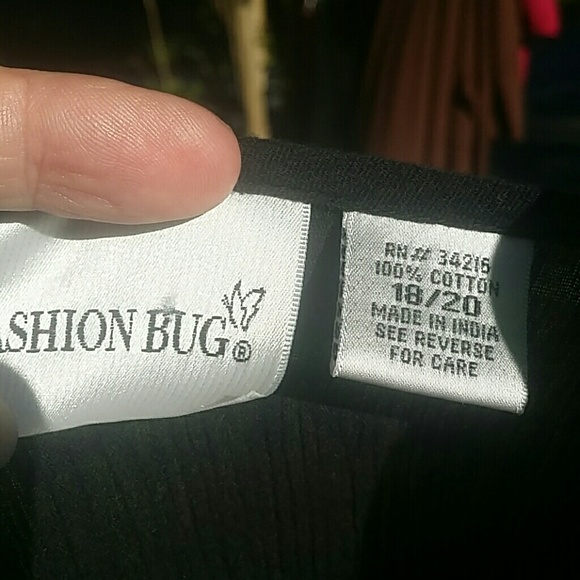 ASHION BUG®
RN# 34216
100% COTTON
18/20
MADE IN INDIA
SEE REVERSE
FOR CARE